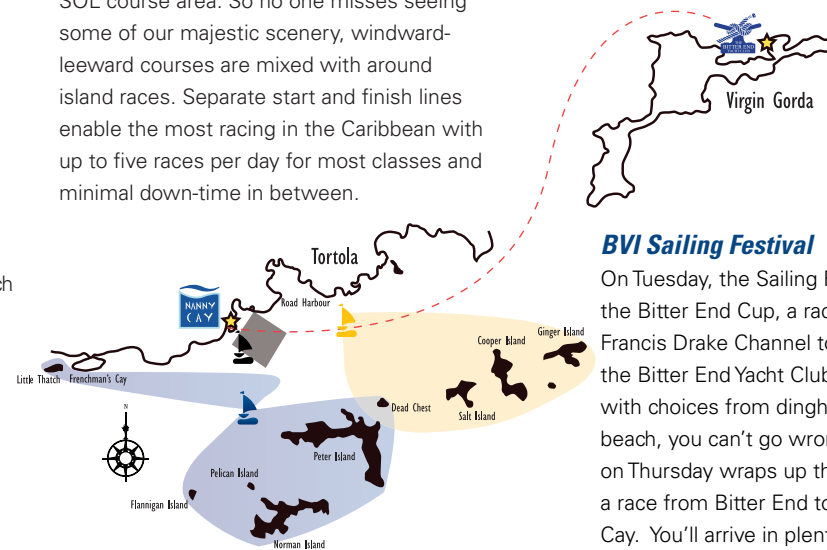 SOL course area. So no one misses seeing
some of our majestic scenery, windward-
leeward courses are mixed with around
island races. Separate start and finish lines
enable the most racing in the Caribbean with
up to five races per day for most classes and
minimal down-time in between.
THE
BITTER END
YACHT CLUB
Virgin Gorda
ch
Tortola
NANNY
CAY
Road Harbour
Ginger Island
Cooper Island
Little Thatch
Frenchman's Cay
Salt Island
Dead Chest
N
Peter Island
Pelican Island
Flannigan Island
Norman Island
BVI Sailing Festival
On Tuesday, the Sailing
the Bitter End Cup, a
Francis Drake Channel to
the Bitter End Yacht Club
with choices from
beach, you can't go
on Thursday wraps up
a race from Bitter End to
Cay. You'll arrive in